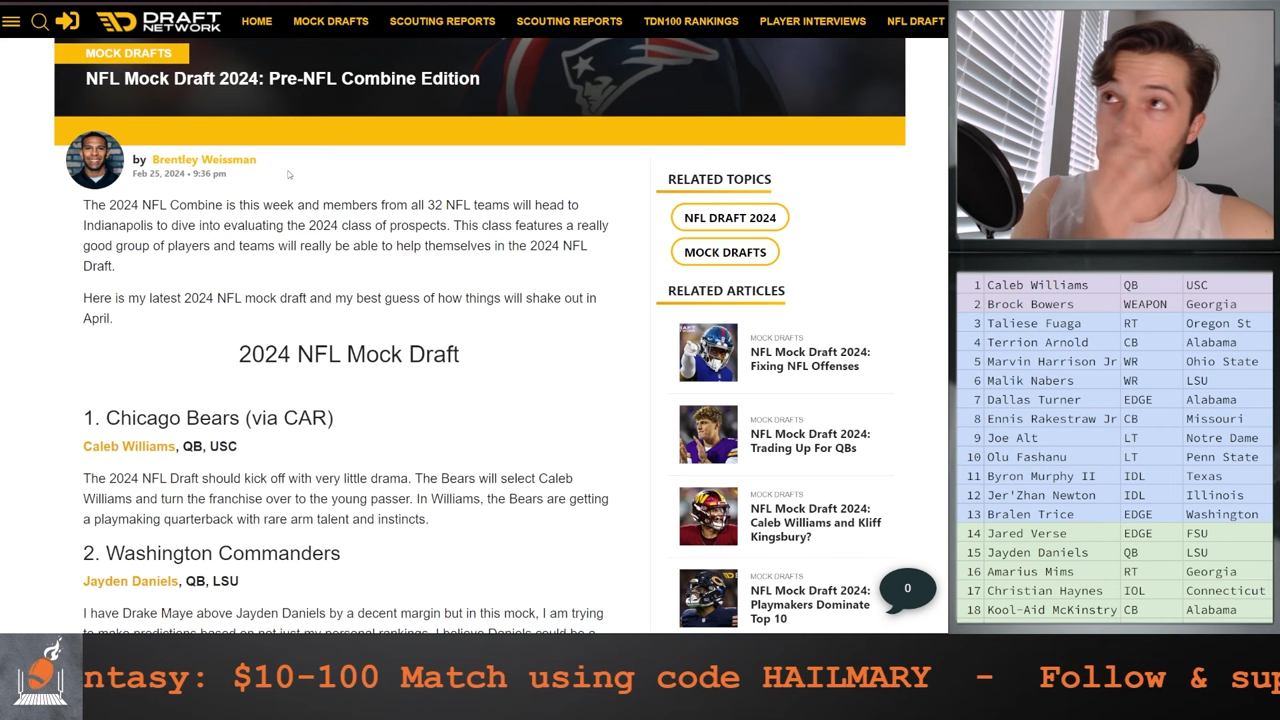 DRAFT NETWORK
HOME MOCK DRAFTS SCOUTING REPORTS SCOUTING REPORTS TDN100 RANKINGS PLAYER INTERVIEWS NFL DRAFT
MOCK DRAFTS
NFL Mock Draft 2024: Pre-NFL Combine Edition
by Brentley Weissman
Feb 25, 2024 • 9:36 pm
The 2024 NFL Combine is this week and members from all 32 NFL teams will head to
Indianapolis to dive into evaluating the 2024 class of prospects. This class features a really
good group of players and teams will really be able to help themselves in the 2024 NFL
Draft.
Here is my latest 2024 NFL mock draft and my best guess of how things will shake out in
April.
2024 NFL Mock Draft
1. Chicago Bears (via CAR)
Caleb Williams, QB, USC
The 2024 NFL Draft should kick off with very little drama. The Bears will select Caleb
Williams and turn the franchise over to the young passer. In Williams, the Bears are getting
a playmaking quarterback with rare arm talent and instincts.
2. Washington Commanders
Jayden Daniels, QB, LSU
I have Drake Maye above Jayden Daniels by a decent margin but in this mock, I am trying
to make predictions based on not just my personal rankings. I believe Daniels could be a
RELATED TOPICS
NFL DRAFT 2024
MOCK DRAFTS
RELATED ARTICLES
MOCK DRAFTS
NFL Mock Draft 2024:
Fixing NFL Offenses
MOCK DRAFTS
NFL Mock Draft 2024:
Trading Up For QBs
MOCK DRAFTS
NFL Mock Draft 2024:
Caleb Williams and Kliff
Kingsbury?
MOCK DRAFTS
NFL Mock Draft 2024:
Playmakers Dominate
Top 10
0
1 Caleb Williams QB USC
2 Brock Bowers WEAPON Georgia
3 Taliese Fuaga RT Oregon St
4 Terrion Arnold CB Alabama
5 Marvin Harrison Jr WR Ohio State
6 Malik Nabers WR LSU
7 Dallas Turner EDGE Alabama
8 Ennis Rakestraw Jr CB Missouri
9 Joe Alt LT Notre Dame
10 Olu Fashanu LT Penn State
11 Byron Murphy II IDL Texas
12 Jer'Zhan Newton IDL Illinois
13 Bralen Trice EDGE Washington
14 Jared Verse EDGE FSU
15 Jayden Daniels QB LSU
16 Amarius Mims RT Georgia
17 Christian Haynes IOL Connecticut
18 Kool-Aid McKinstry CB Alabama
ntasy: $10-100 Match using code HAILMARY - Follow & sup